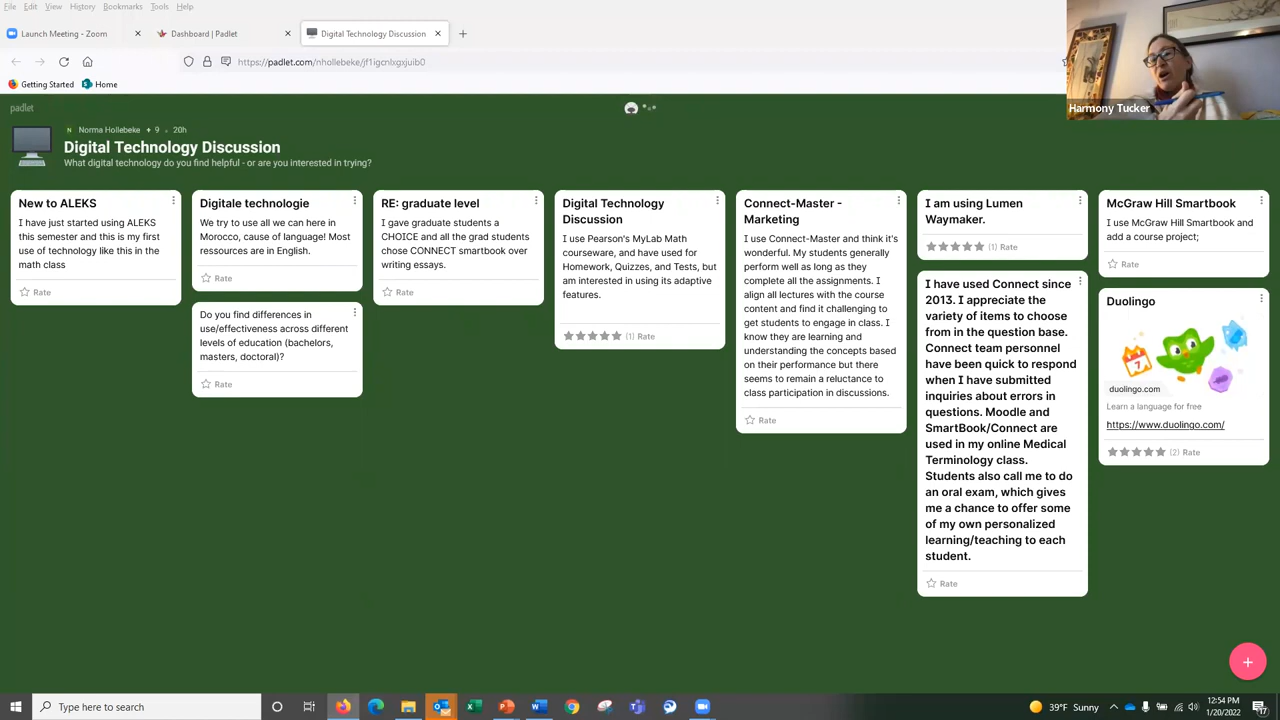 File Edit View History Bookmarks Tools Help
Launch Meeting - Zoom
Dashboard | Padlet
Digital Technology Discussion
https://padlet.com/nhollebeke/jf1igcnlxgxjuib0
Getting Started
Home
Harmony Tucker
padlet
N Norma Hollebeke + 9 . 20h
Digital Technology Discussion
What digital technology do you find helpful - or are you interested in trying?
New to ALEKS
I have just started using ALEKS
this semester and this is my first
use of technology like this in the
math class
Rate
Digitale technologie
We try to use all we can here in
Morocco, cause of language! Most
ressources are in English.
Rate
Do you find differences in
use/effectiveness across different
levels of education (bachelors,
masters, doctoral)?
Rate
RE: graduate level
I gave graduate students a
CHOICE and all the grad students
chose CONNECT smartbook over
writing essays.
Rate
Digital Technology
Discussion
I use Pearson's MyLab Math
courseware, and have used for
Homework, Quizzes, and Tests, but
am interested in using its adaptive
features.
(1) Rate
Connect-Master -
Marketing
I use Connect-Master and think it's
wonderful. My students generally
perform well as long as they
complete all the assignments. I
align all lectures with the course
content and find it challenging to
get students to engage in class. I
know they are learning and
understanding the concepts based
on their performance but there
seems to remain a reluctance to
class participation in discussions.
Rate
I am using Lumen
Waymaker.
(1) Rate
I have used Connect since
2013. I appreciate the
variety of items to choose
from in the question base.
Connect team personnel
have been quick to respond
when I have submitted
inquiries about errors in
questions. Moodle and
SmartBook/Connect are
used in my online Medical
Terminology class.
Students also call me to do
an oral exam, which gives
me a chance to offer some
of my own personalized
learning/teaching to each
student.
Rate
McGraw Hill Smartbook
I use McGraw Hill Smartbook and
add a course project;
Rate
Duolingo
7
duolingo.com
Learn a language for free
https://www.duolingo.com/
(2) Rate
Type here to search
39°F Sunny
12:54 PM
1/20/2022
17